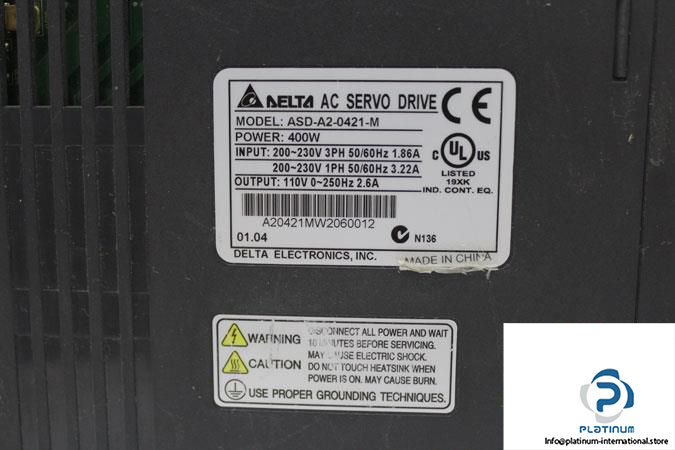 DELTA AC SERVO DRIVE CE
MODEL: ASD-A2-0421-M
POWER: 400W
INPUT: 200~230V 3PH 50/60Hz 1.86A
200~230V 1PH 50/60Hz 3.22A
OUTPUT: 110V 0~250Hz 2.6A
C UL US
LISTED
19XK
IND. CONT. EQ.
A20421MW2060012
01.04
N136
DELTA ELECTRONICS, INC.
MADE IN CHINA
WARNING
DISCONNECT ALL POWER AND WAIT
10 MINUTES BEFORE SERVICING.
MAY CAUSE ELECTRIC SHOCK.
CAUTION
DO NOT TOUCH HEATSINK WHEN
POWER IS ON. MAY CAUSE BURN.
USE PROPER GROUNDING TECHNIQUES.
PLATINUM
Info@platinum-international.store